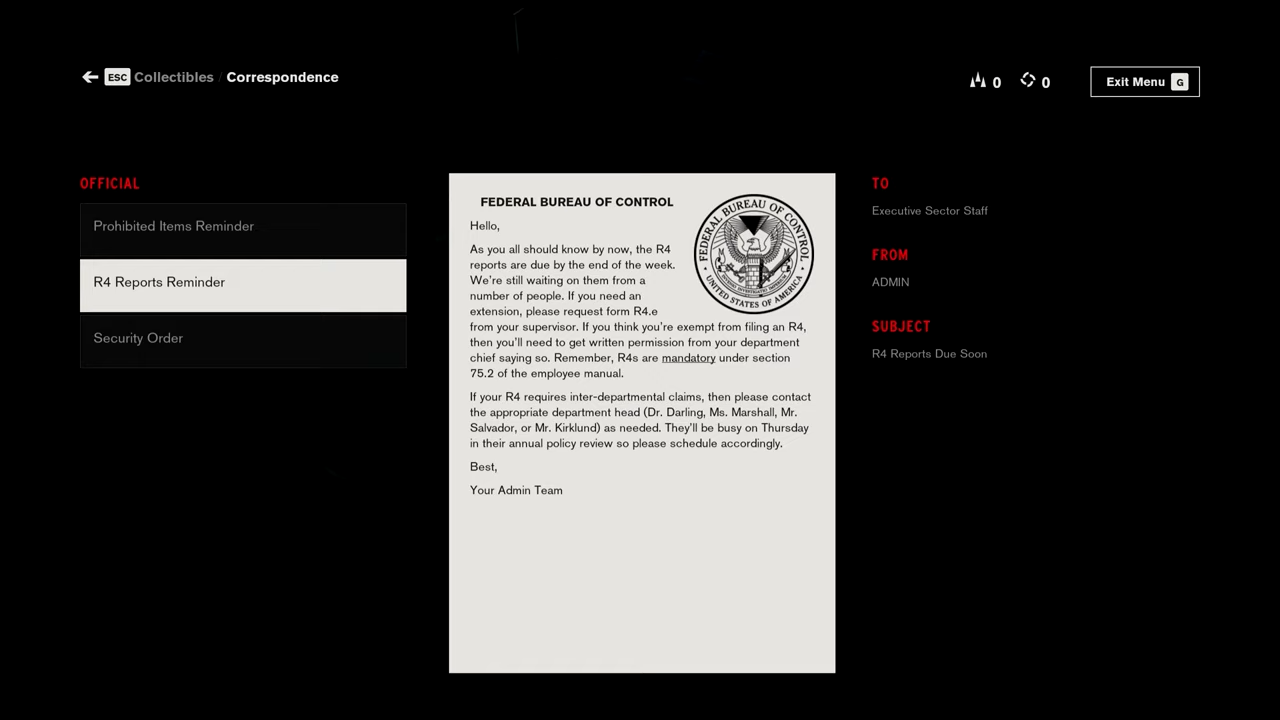 ESC Collectibles / Correspondence
0 0 Exit Menu G
OFFICIAL
Prohibited Items Reminder
R4 Reports Reminder
Security Order
FEDERAL BUREAU OF CONTROL
Hello,
As you all should know by now, the R4
reports are due by the end of the week.
We're still waiting on them from a
number of people. If you need an
extension, please request form R4.e
from your supervisor. If you think you're exempt from filing an R4,
then you'll need to get written permission from your department
chief saying so. Remember, R4s are mandatory under section
75.2 of the employee manual.
If your R4 requires inter-departmental claims, then please contact
the appropriate department head (Dr. Darling, Ms. Marshall, Mr.
Salvador, or Mr. Kirklund) as needed. They'll be busy on Thursday
in their annual policy review so please schedule accordingly.
Best,
Your Admin Team
FEDERAL BUREAU OF CONTROL
UNITED STATES OF AMERICA
TO
Executive Sector Staff
FROM
ADMIN
SUBJECT
R4 Reports Due Soon